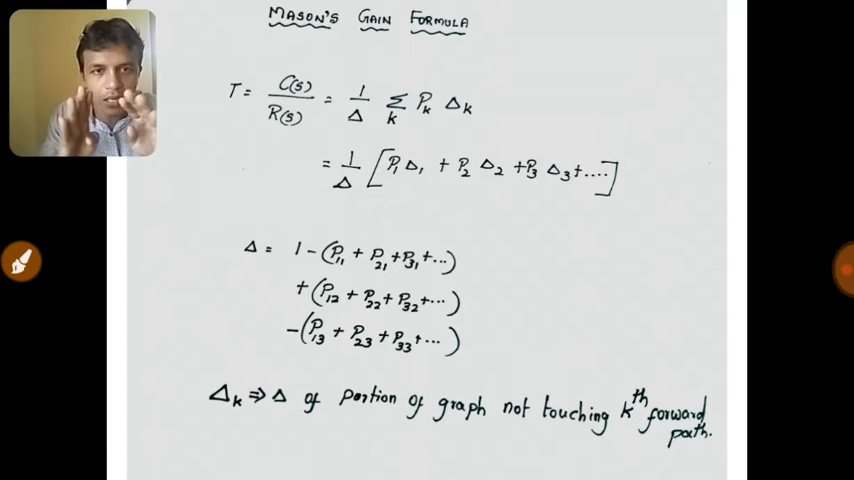 MASON'S GAIN FORMULA
T = C(s) / R(s) = 1/Δ Σ_k P_k Δ_k
= 1/Δ [P_1 Δ_1 + P_2 Δ_2 + P_3 Δ_3 + ....]
Δ = 1 - (P_11 + P_21 + P_31 + ...)
+ (P_12 + P_22 + P_32 + ...)
- (P_13 + P_23 + P_33 + ...)
Δ_k ⇒ Δ of portion of graph not touching k^th forward
path.